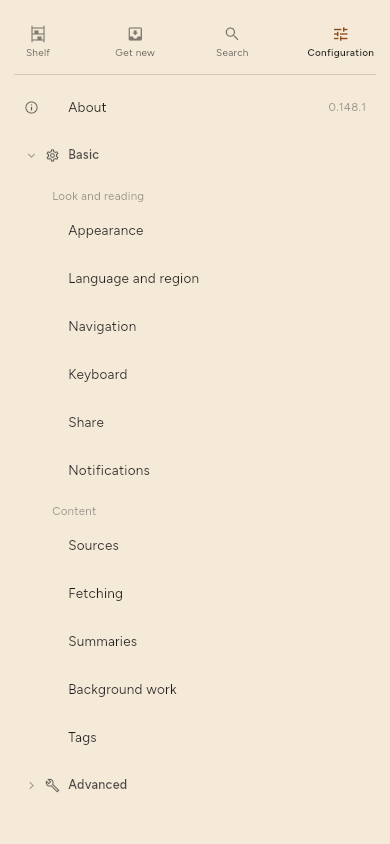 Shelf
Get new
Search
Configuration
About
0.148.1
Basic
Look and reading
Appearance
Language and region
Navigation
Keyboard
Share
Notifications
Content
Sources
Fetching
Summaries
Background work
Tags
Advanced